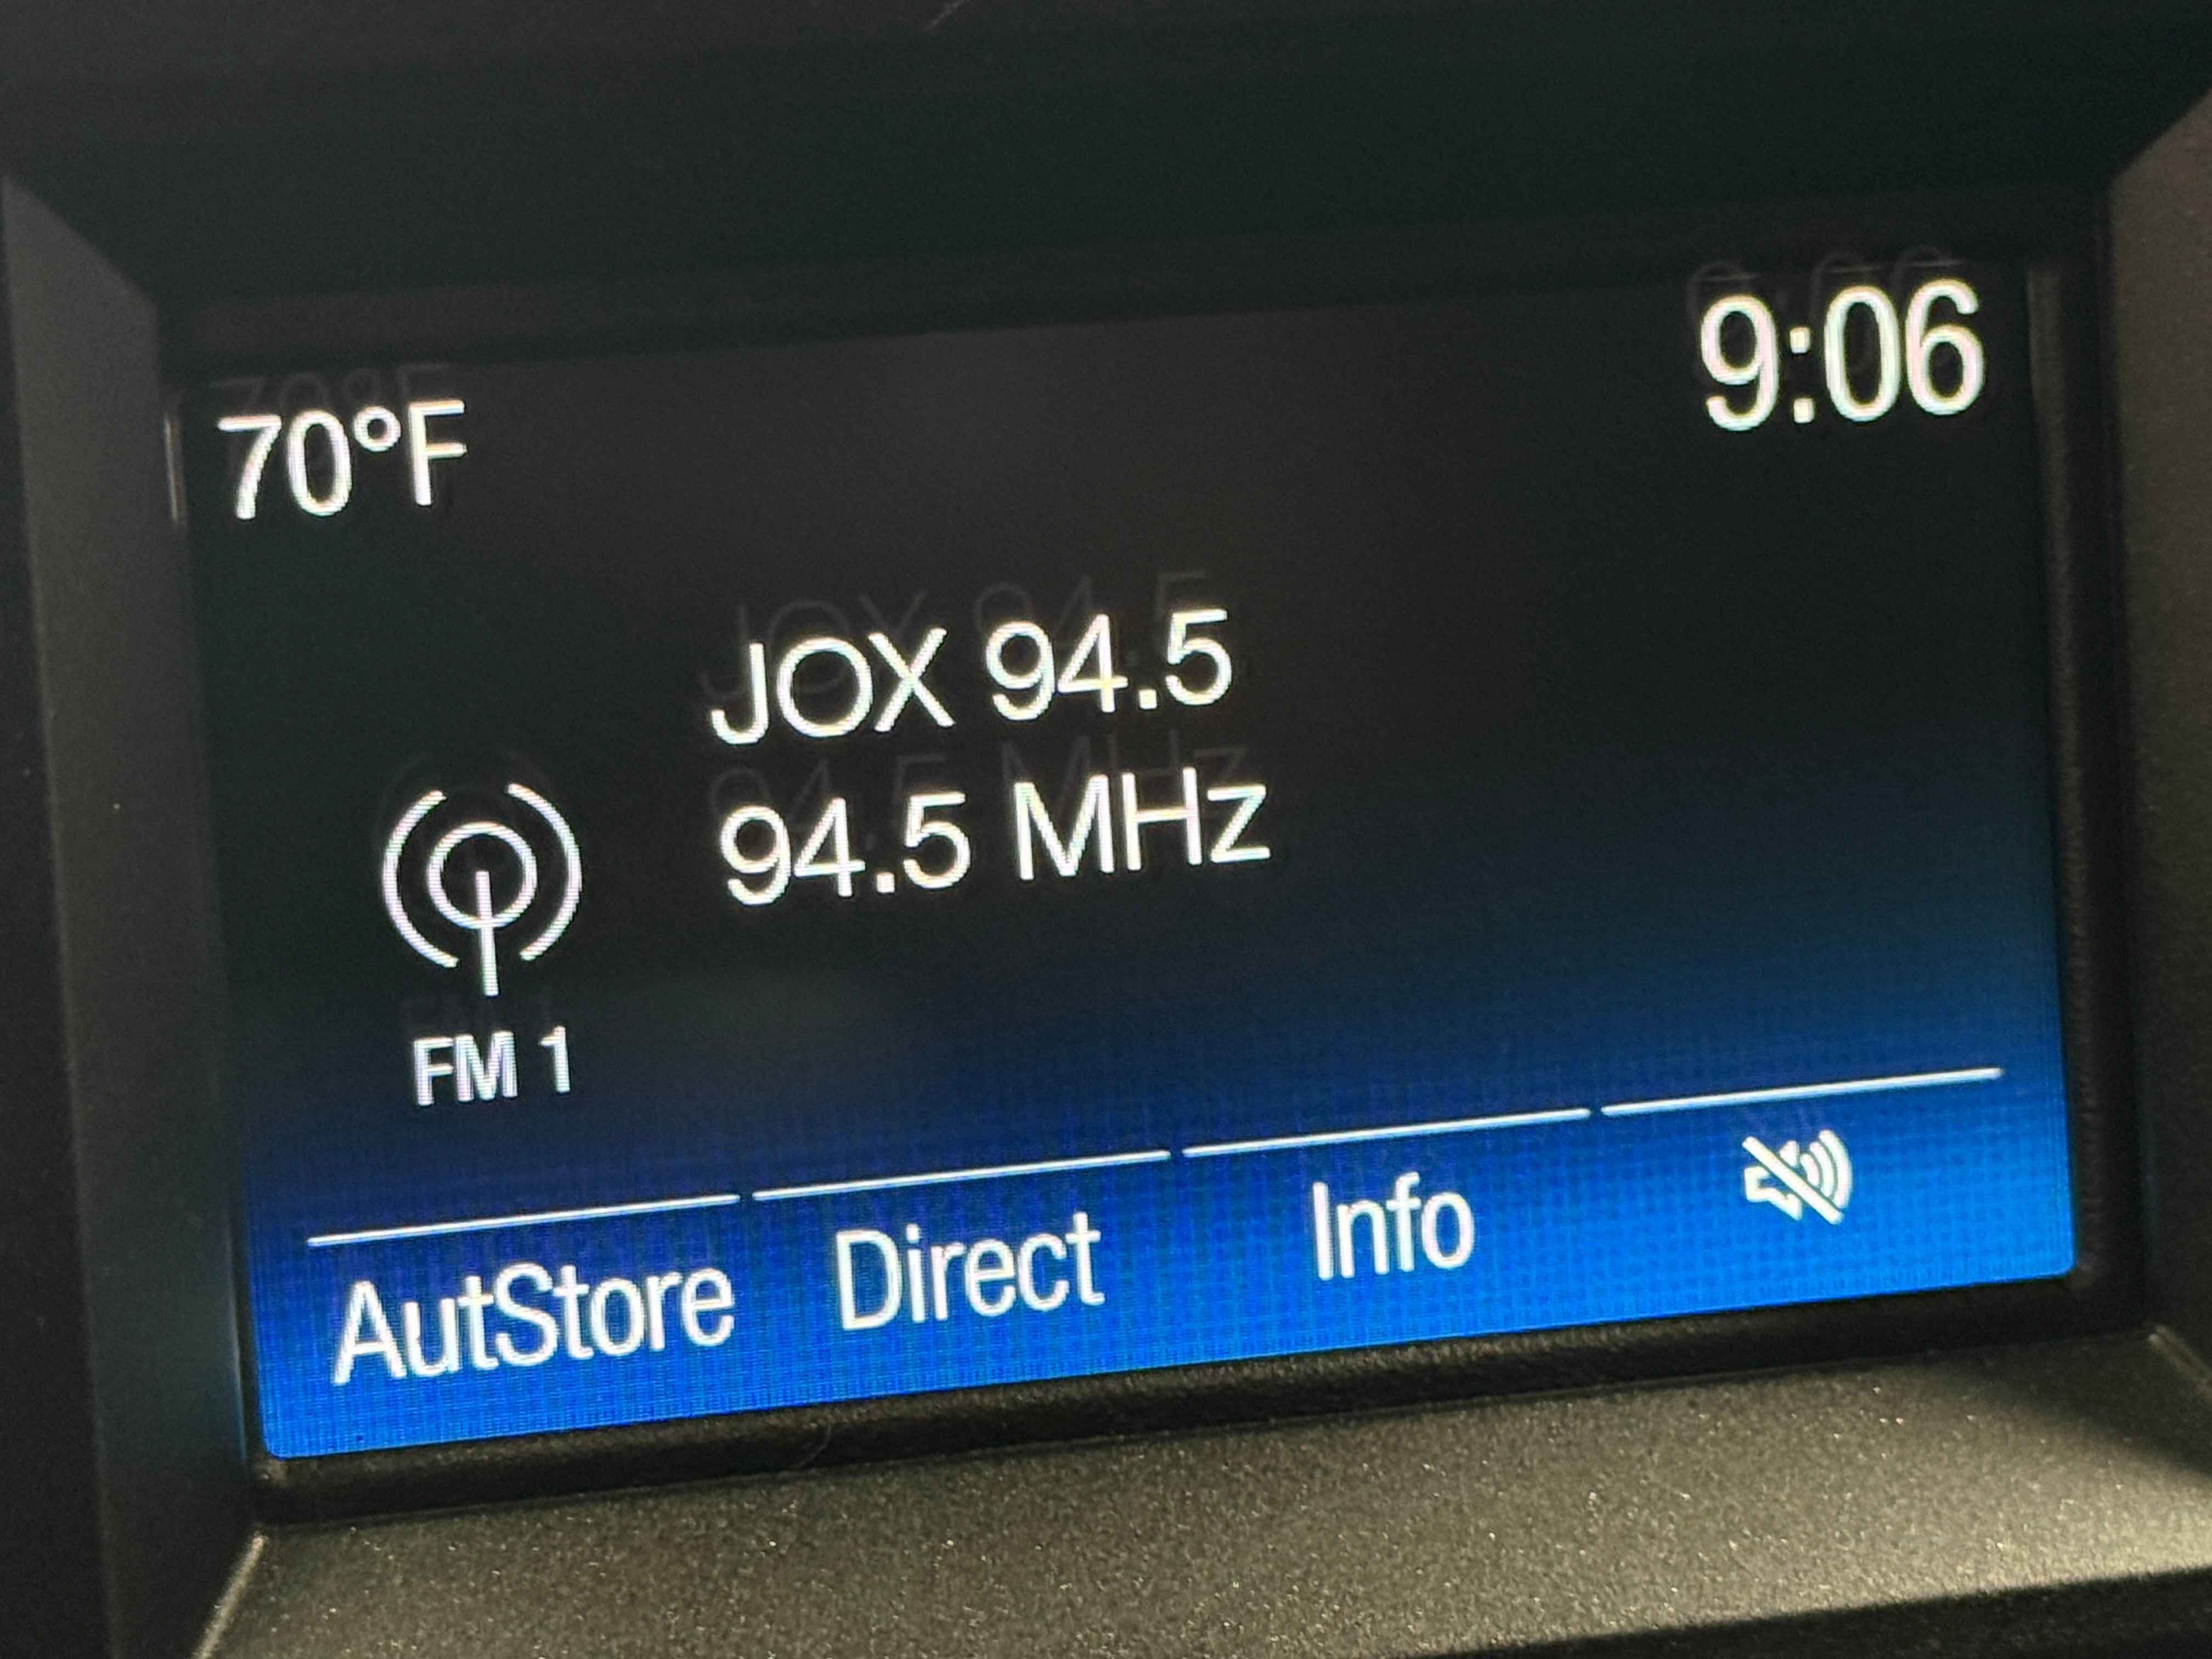 70°F
9:06
JOX 94.5
94.5 MHz
FM 1
AutStore
Direct
Info